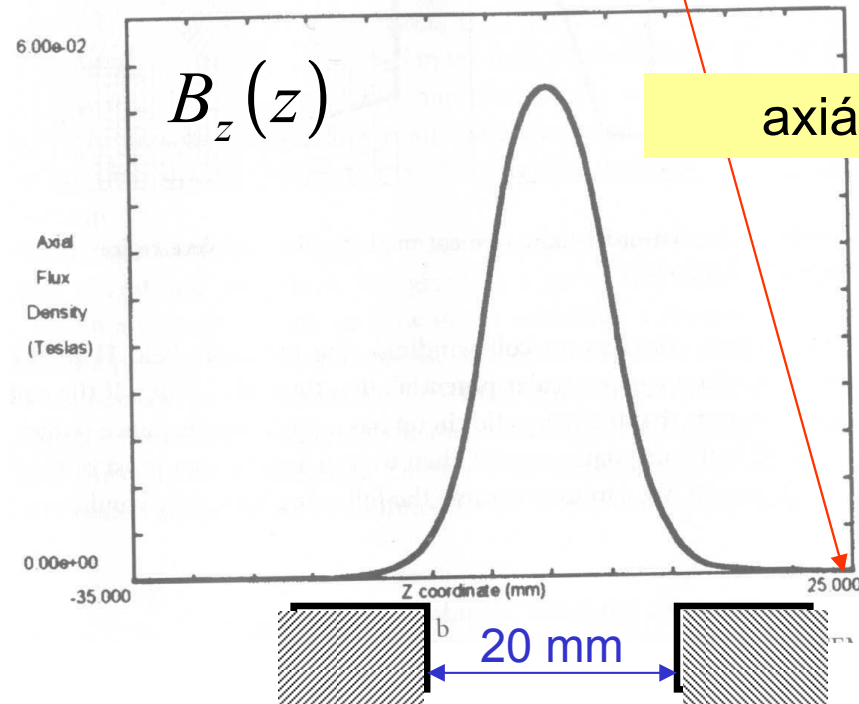 6.00e-02
B_z(z)
axiá
Axial
Flux
Density
(Teslas)
0.00e+00
-35.000
Z coordinate (mm)
25.000
b
20 mm